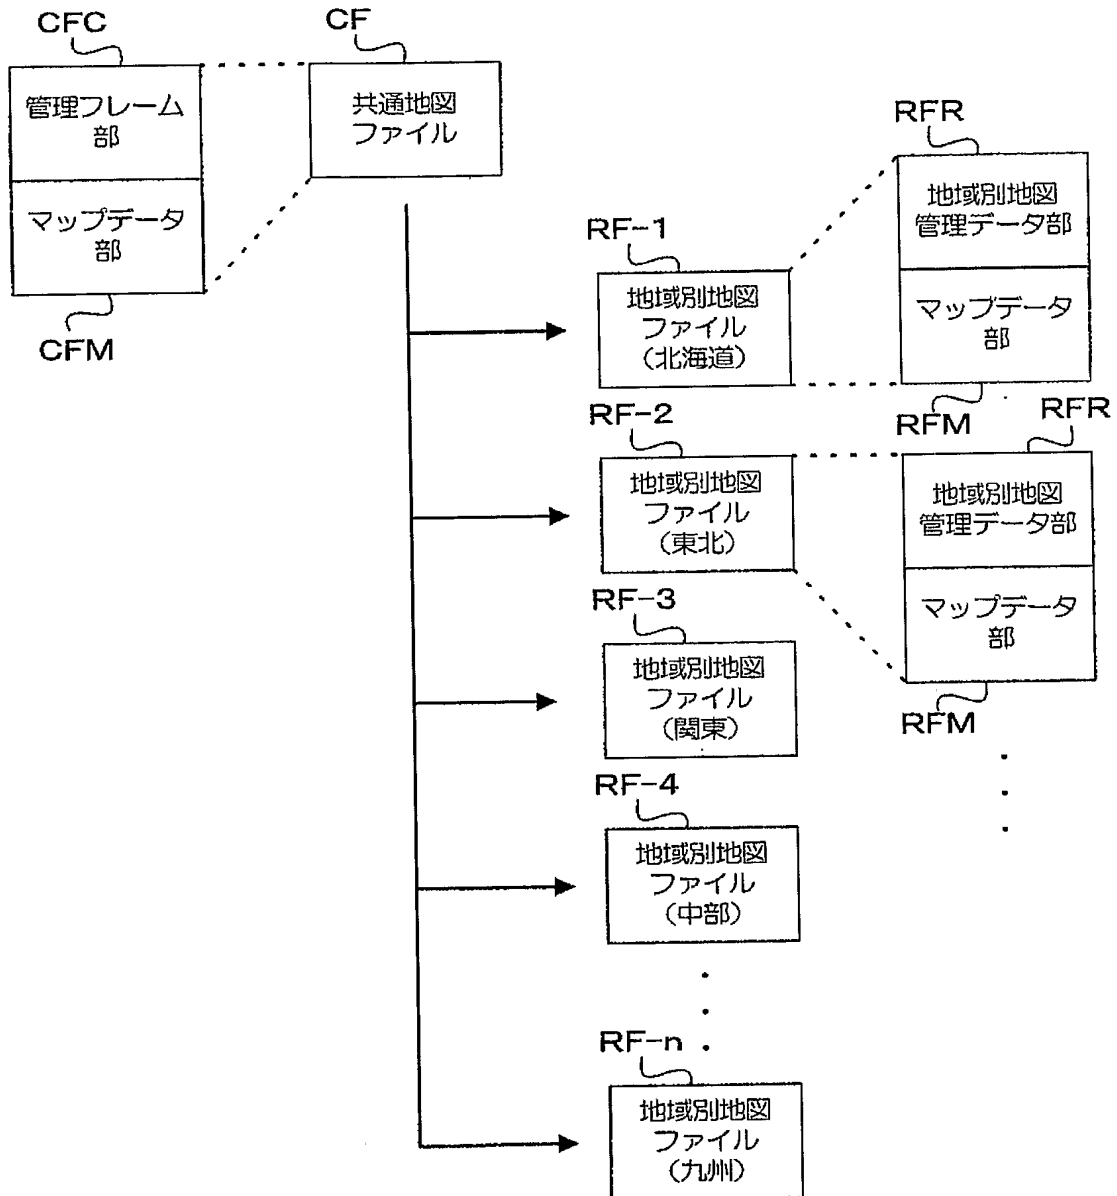 CFC
管理フレーム
部
マップデータ
部
CFM
CF
共通地図
ファイル
RF-1
地域別地図
ファイル
(北海道)
RFR
地域別地図
管理データ部
マップデータ
部
RFM
RF-2
地域別地図
ファイル
(東北)
RFR
地域別地図
管理データ部
マップデータ
部
RFM
RF-3
地域別地図
ファイル
(関東)
RF-4
地域別地図
ファイル
(中部)
RF-n
地域別地図
ファイル
(九州)